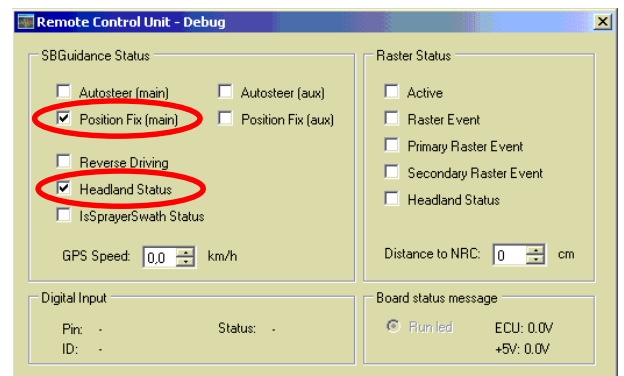 Remote Control Unit - Debug
SBGuidance Status
Autosteer (main) Autosteer (aux)
Position Fix (main) Position Fix (aux)
Reverse Driving
Headland Status
IsSprayerSwath Status
GPS Speed: 0,0 km/h
Raster Status
Active
Raster Event
Primary Raster Event
Secondary Raster Event
Headland Status
Distance to NRC: 0 cm
Digital Input
Pin: - Status: -
ID: -
Board status message
Run led ECU: 0.0V
+5V: 0.0V